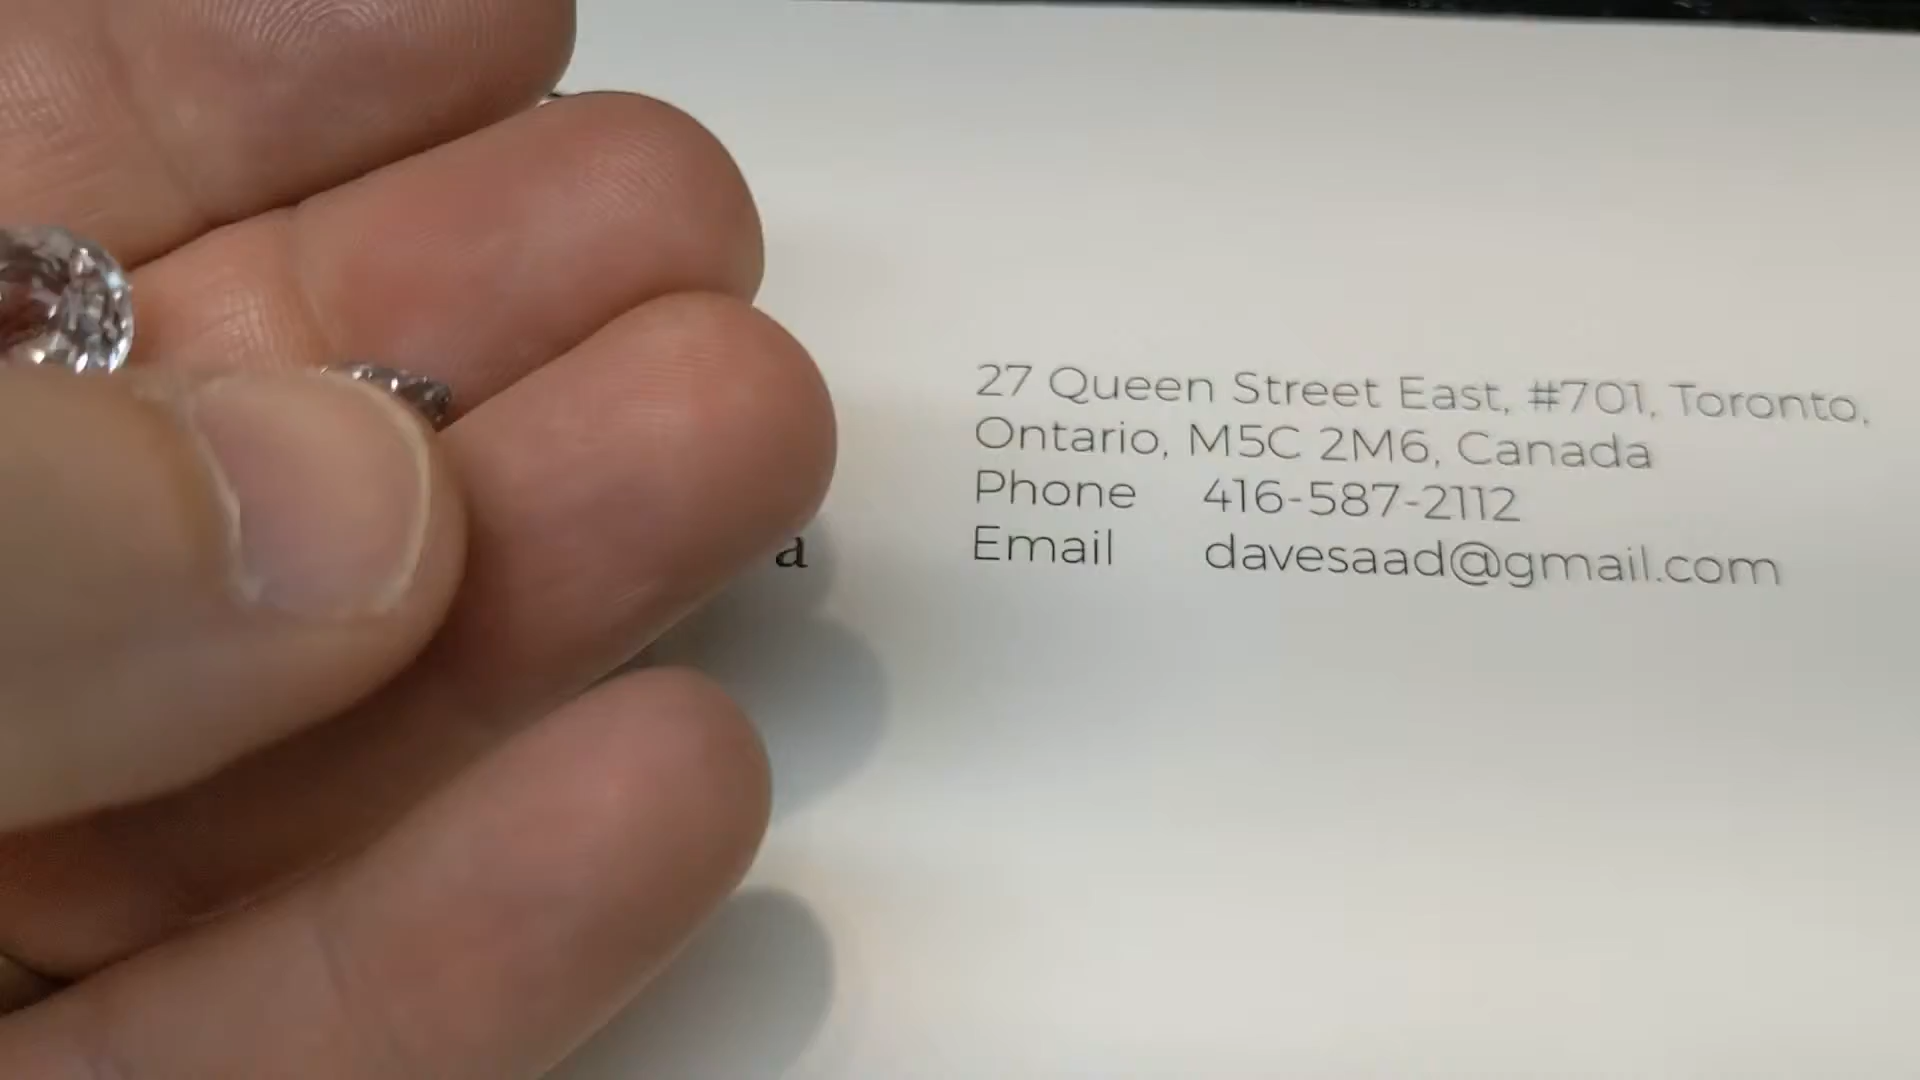 27 Queen Street East, #701, Toronto,
Ontario, M5C 2M6, Canada
Phone 416-587-2112
a
Email davesaad@gmail.com